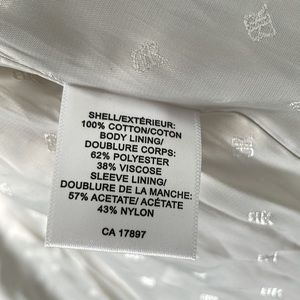 SHELL/EXTÉRIEUR:
100% COTTON/COTON
BODY LINING/
DOUBLURE CORPS:
62% POLYESTER
38% VISCOSE
SLEEVE LINING/
DOUBLURE DE LA MANCHE:
57% ACETATE/ ACÉTATE
43% NYLON
CA 17897